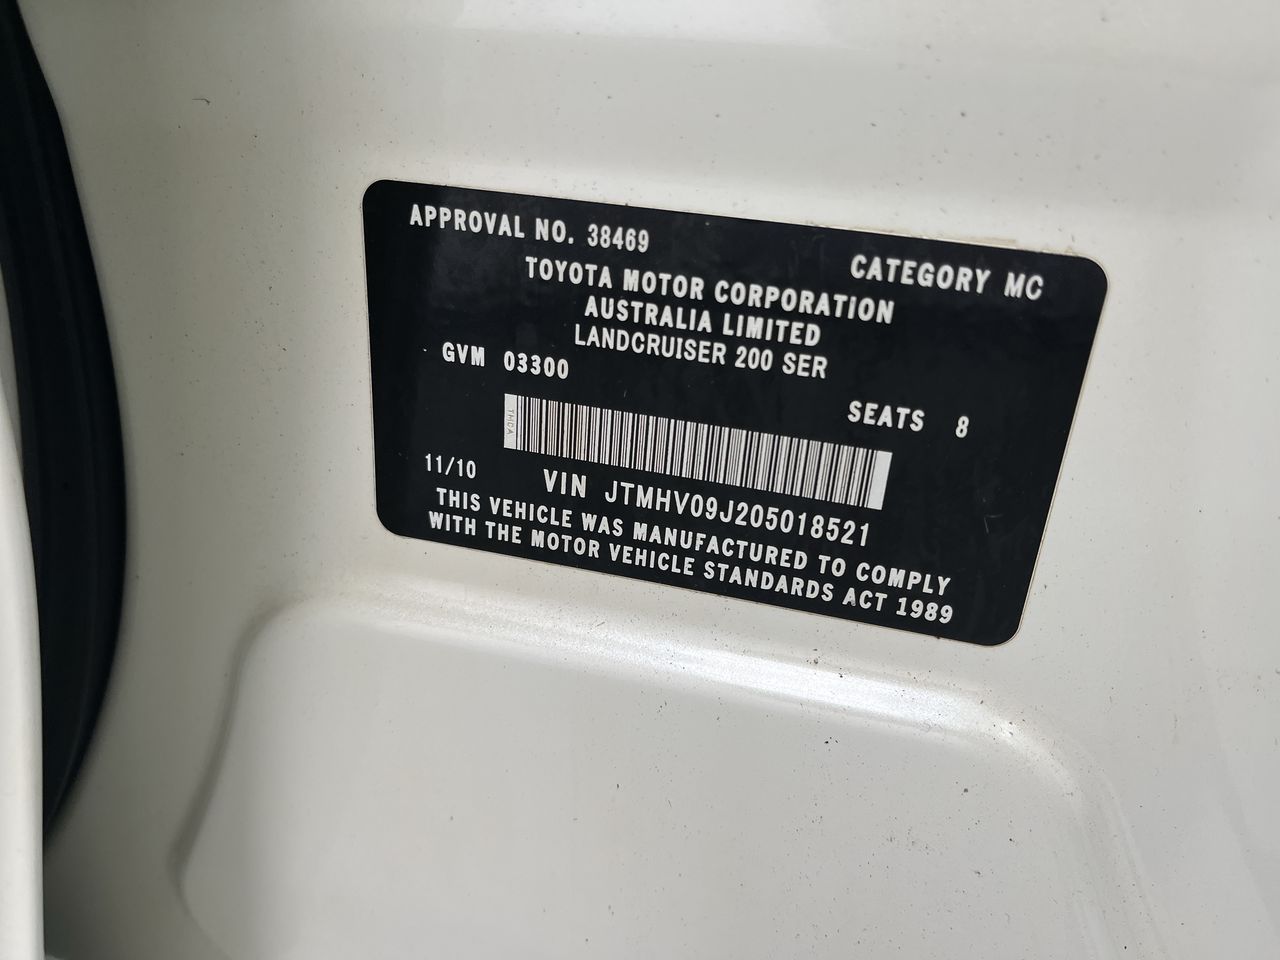 APPROVAL NO. 38469
CATEGORY MC
TOYOTA MOTOR CORPORATION
AUSTRALIA LIMITED
LANDCRUISER 200 SER
GVM 03300
SEATS 8
THCA
11/10
VIN JTMHV09J205018521
THIS VEHICLE WAS MANUFACTURED TO COMPLY
WITH THE MOTOR VEHICLE STANDARDS ACT 1989